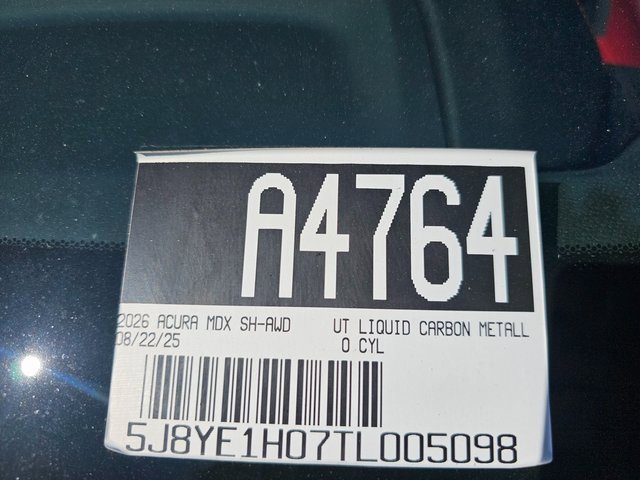 A4764
2026 ACURA MDX SH-AWD UT LIQUID CARBON METALL
08/22/25 0 CYL
5J8YE1H07TL005098